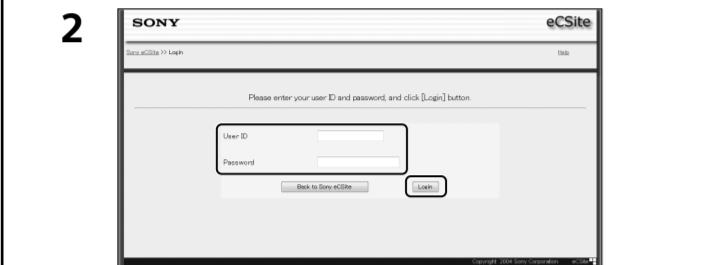 2
SONY eCSite
Sony eCSite >> Login Help
Please enter your user ID and password, and click [Login] button.
User ID
Password
Back to Sony eCSite Login
Copyright 2004 Sony Corporation eCSite